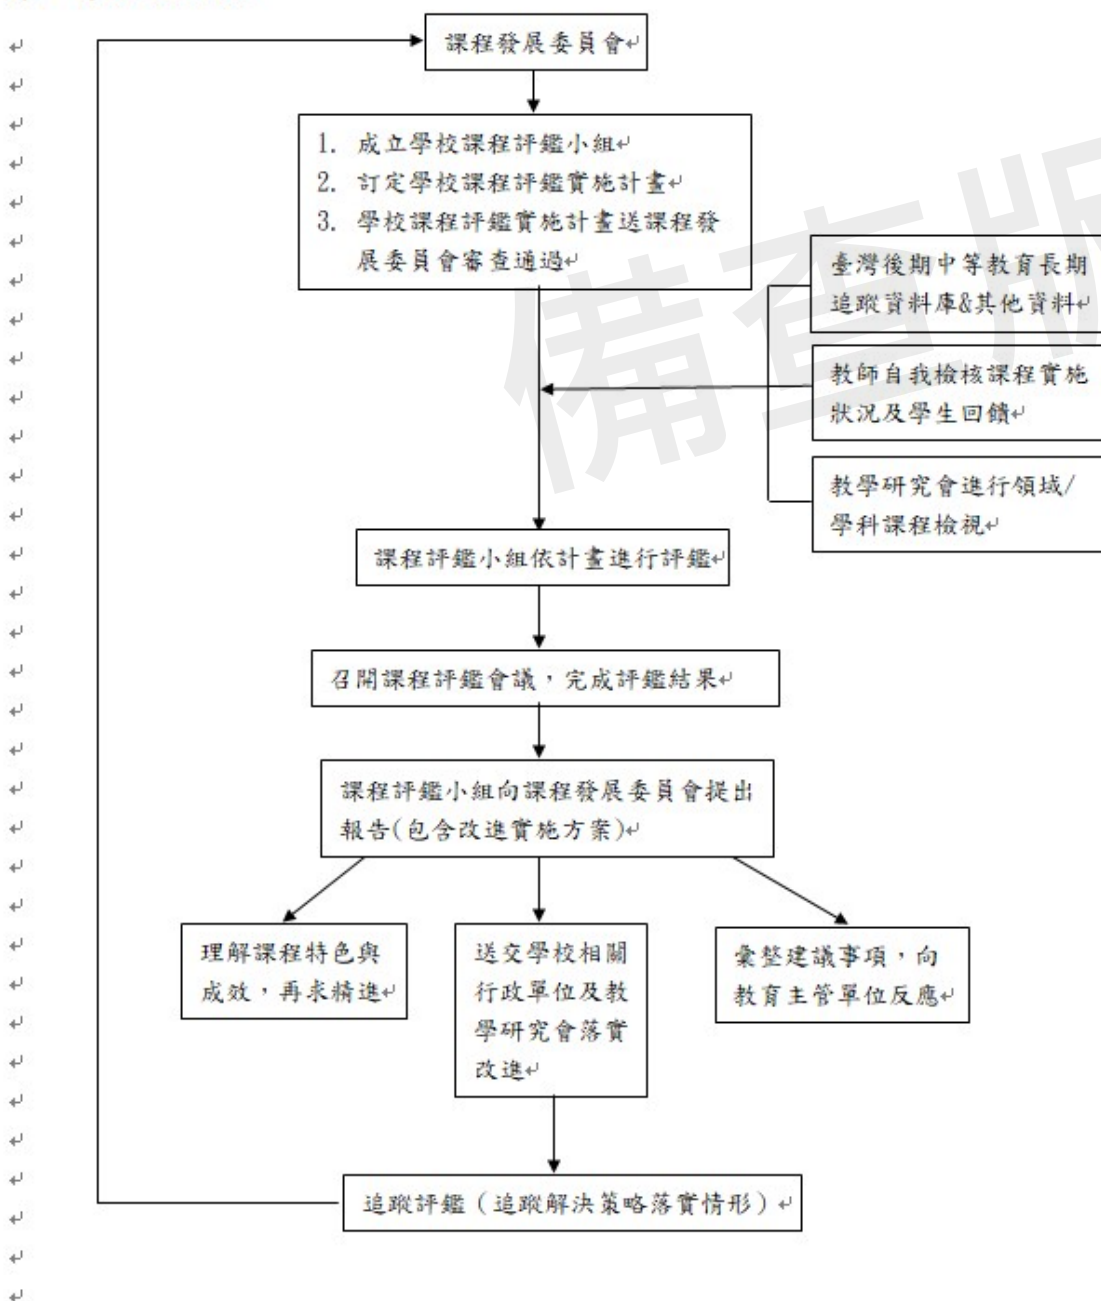 課程發展委員會
1. 成立學校課程評鑑小組
2. 訂定學校課程評鑑實施計畫
3. 學校課程評鑑實施計畫送課程發
展委員會審查通過
臺灣後期中等教育長期
追蹤資料庫&其他資料
教師自我檢核課程實施
狀況及學生回饋
教學研究會進行領域/
學科課程檢視
課程評鑑小組依計畫進行評鑑
召開課程評鑑會議，完成評鑑結果
課程評鑑小組向課程發展委員會提出
報告(包含改進實施方案)
理解課程特色與
成效，再求精進
送交學校相關
行政單位及教
學研究會落實
改進
彙整建議事項，向
教育主管單位反應
追蹤評鑑（追蹤解決策略落實情形）
備查版